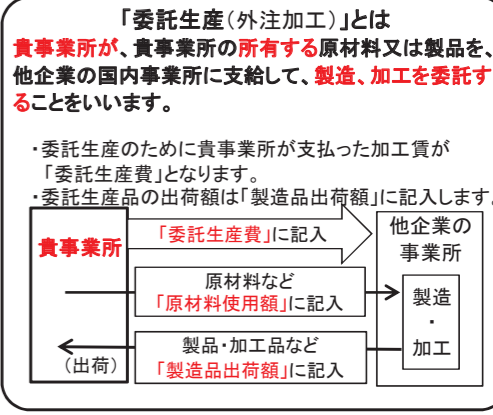 「委託生産(外注加工)」とは
貴事業所が、貴事業所の所有する原材料又は製品を、
他企業の国内事業所に支給して、製造、加工を委託す
ることをいいます。
・委託生産のために貴事業所が支払った加工賃が
「委託生産費」となります。
・委託生産品の出荷額は「製造品出荷額」に記入します。
貴事業所
「委託生産費」に記入
他企業の
事業所
原材料など
「原材料使用額」に記入
製造
・
加工
製品・加工品など
「製造品出荷額」に記入
(出荷)